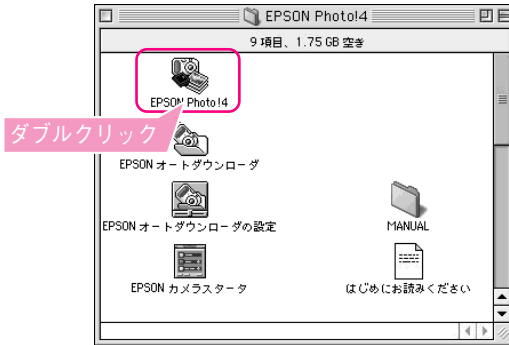 EPSON Photo!4
9 項目、1.75 GB 空き
EPSON Photo!4
ダブルクリック
EPSON オートダウンローダ
EPSON オートダウンローダの設定
MANUAL
EPSON カメラスタータ
はじめにお読みください